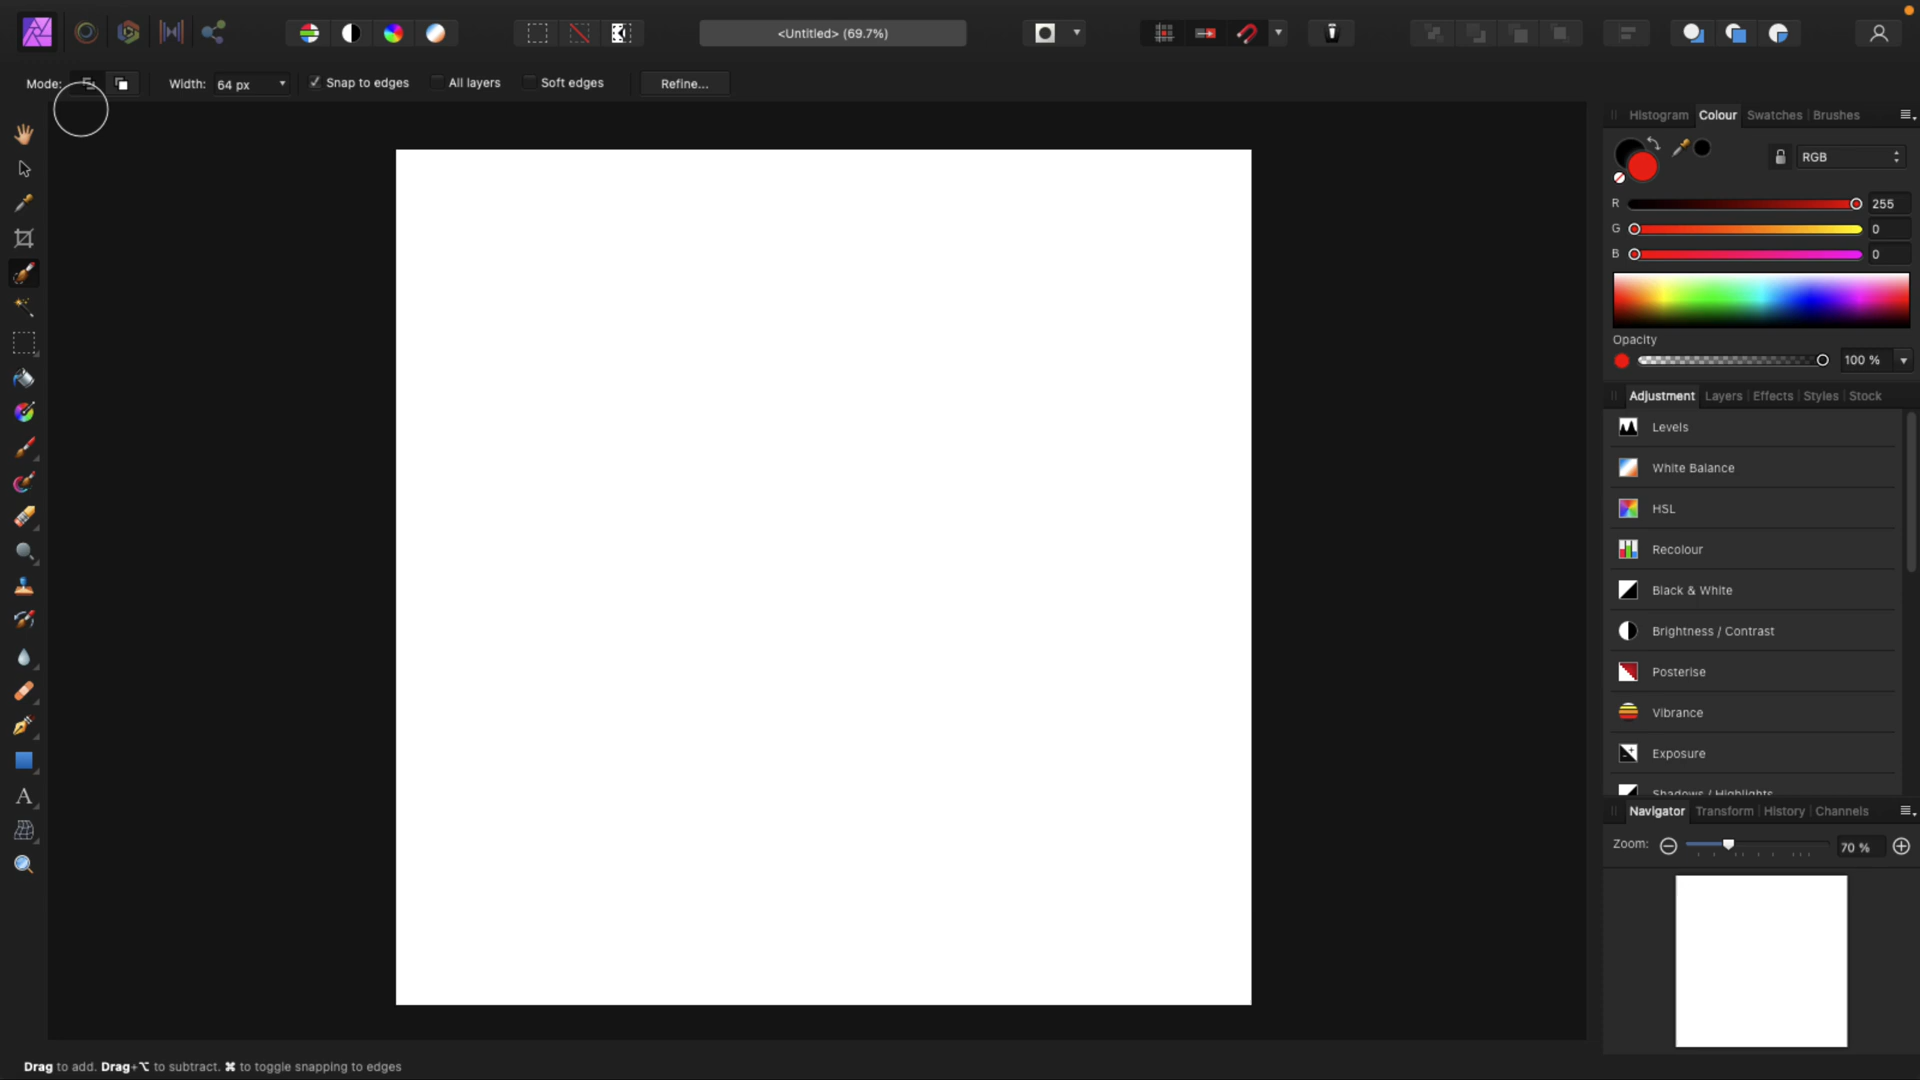 <Untitled> (69.7%)
Mode: Width: 64 px Snap to edges All layers Soft edges Refine...
Histogram Colour Swatches Brushes
RGB
R 255
G 0
B 0
Opacity
100 %
Adjustment Layers Effects Styles Stock
Levels
White Balance
HSL
Recolour
Black & White
Brightness / Contrast
Posterise
Vibrance
Exposure
Shadows / Highlights
Navigator Transform History Channels
Zoom: 70 %
A
Drag to add. Drag+⌥ to subtract. ⌘ to toggle snapping to edges